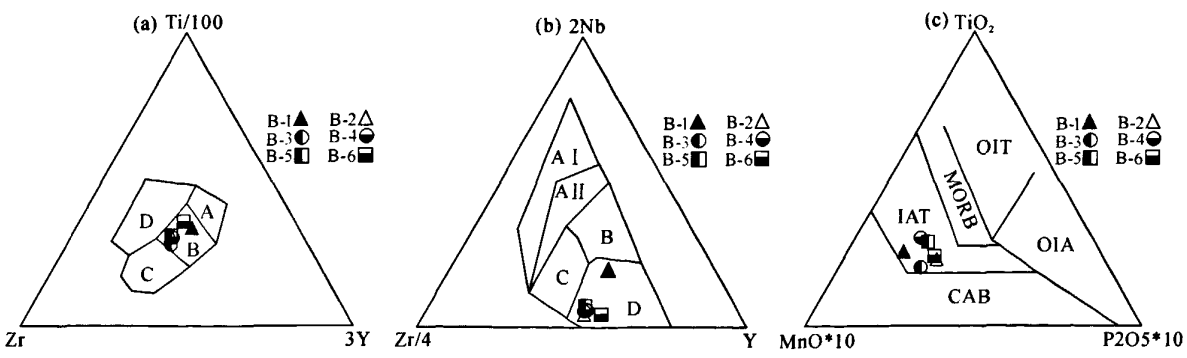 (a) Ti/100
B-1 B-2
B-3 B-4
B-5 B-6
A
D
B
C
Zr 3Y
(b) 2Nb
B-1 B-2
B-3 B-4
B-5 B-6
A I
A II
B
C
D
Zr/4 Y
(c) TiO₂
B-1 B-2
B-3 B-4
B-5 B-6
OIT
MORB
IAT
OIA
CAB
MnO*10 P2O5*10